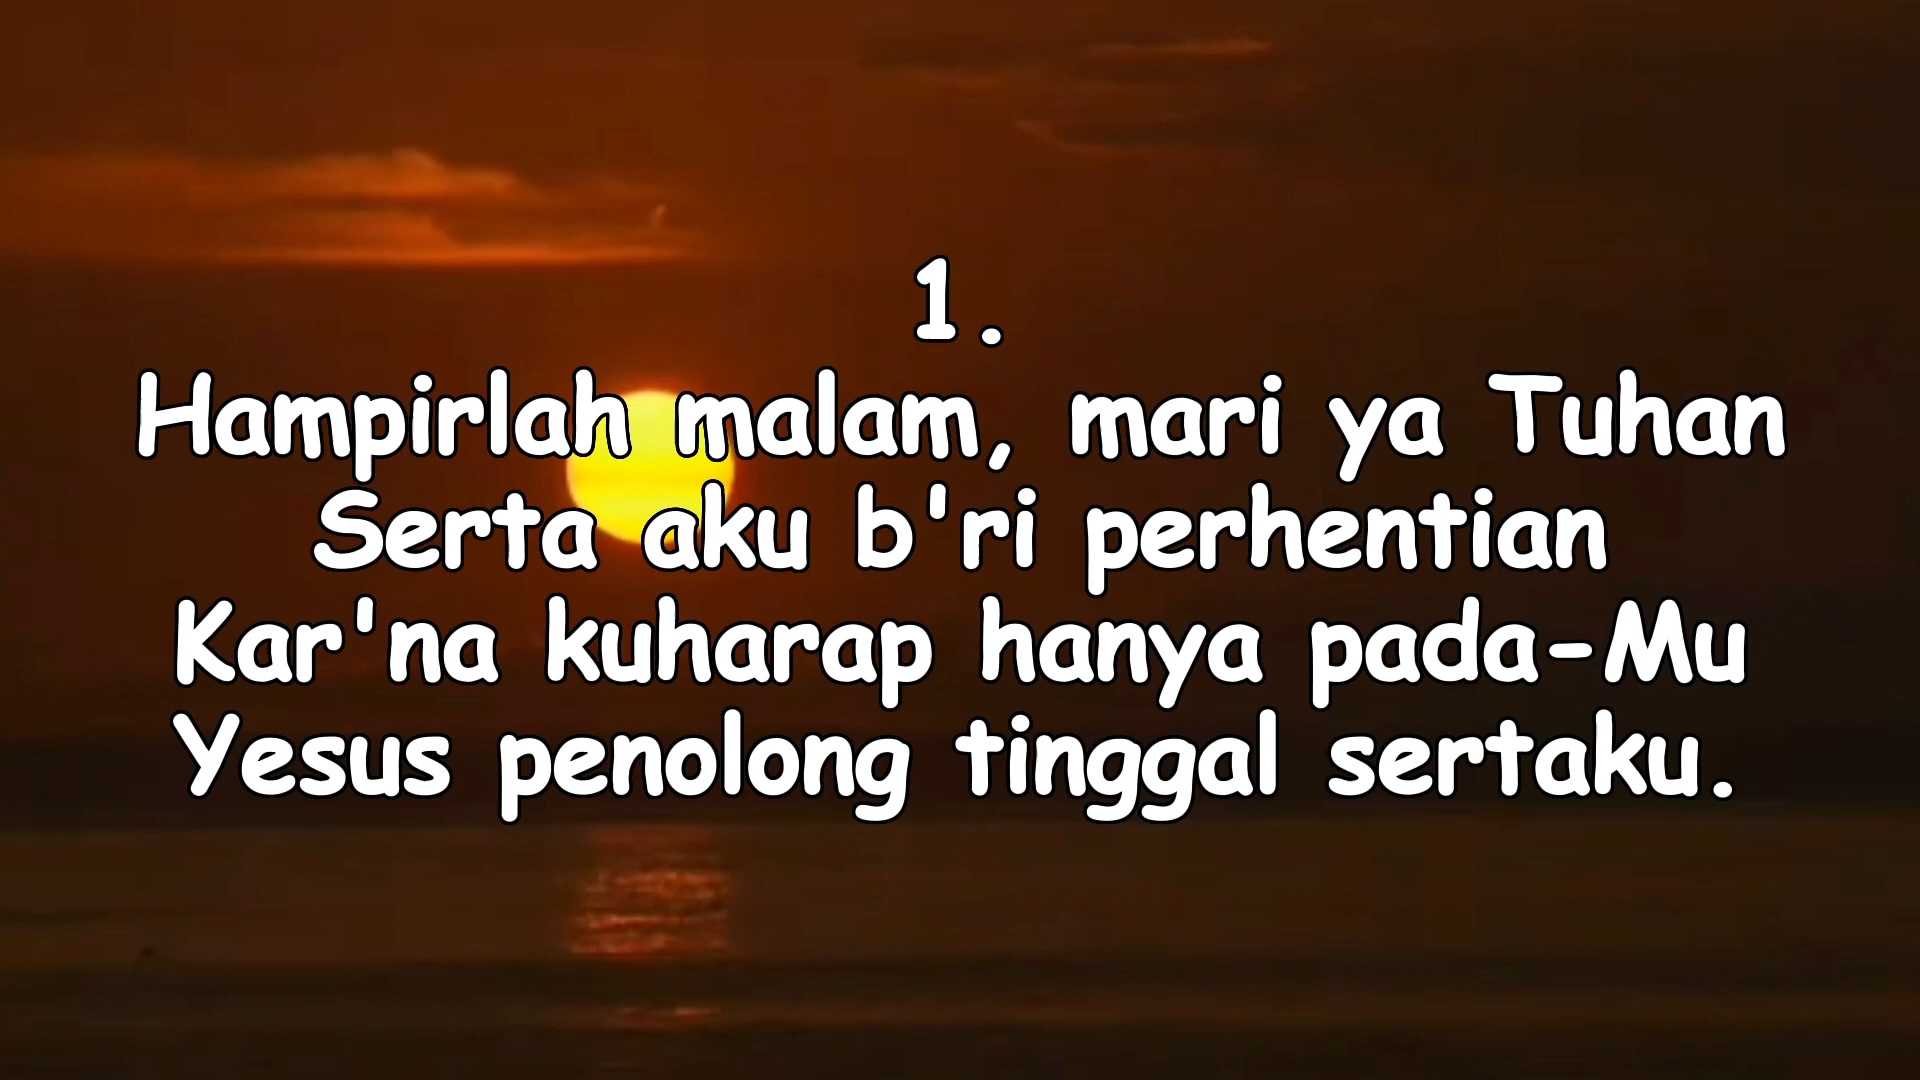 1.
Hampirlah malam, mari ya Tuhan
Serta aku b'ri perhentian
Kar'na kuharap hanya pada-Mu
Yesus penolong tinggal sertaku.